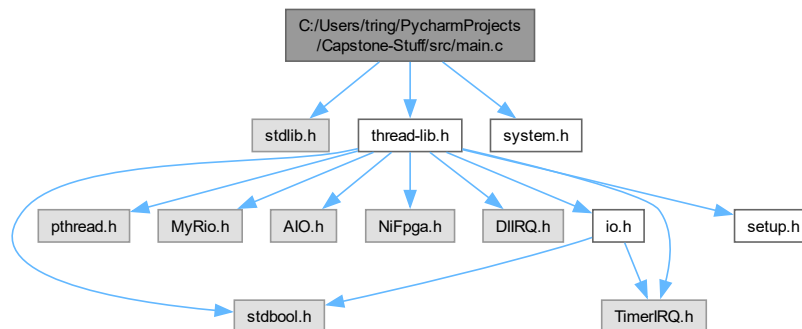 C:/Users/tring/PycharmProjects
/Capstone-Stuff/src/main.c
stdlib.h
thread-lib.h
system.h
pthread.h
MyRio.h
AIO.h
NiFpga.h
DIIRQ.h
io.h
setup.h
stdbool.h
TimerIRQ.h